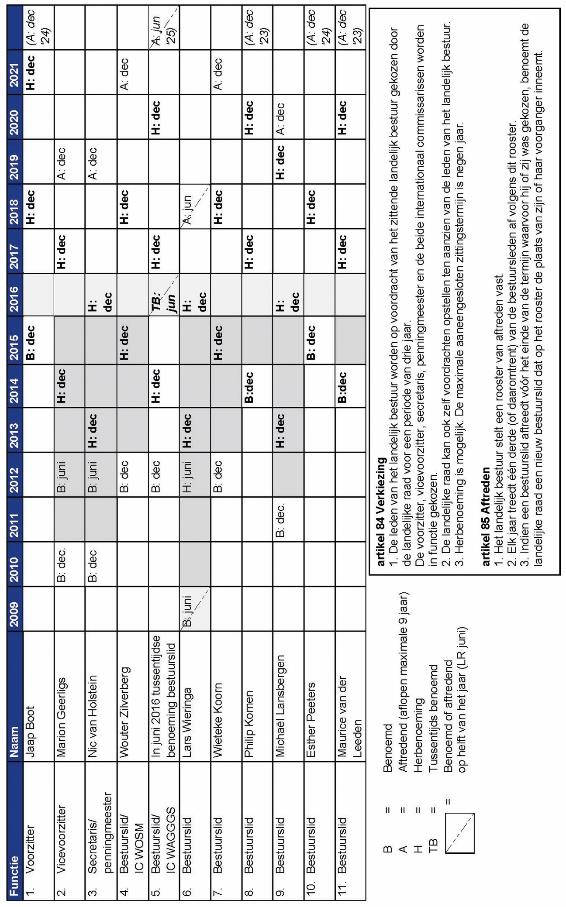 Functie Naam 2009 2010 2011 2012 2013 2014 2015 2016 2017 2018 2019 2020 2021
1. Voorzitter Jaap Boot B: dec H: dec H: dec (A: dec '24)
2. Vicevoorzitter Marion Geerligs B: dec. B: juni H: dec H: dec A: dec
3. Secretaris/ penningmeester Nic van Holstein B: dec B: juni H: dec H: dec A: dec
4. Bestuurslid/ IC WOSM Wouter Zilverberg B: dec H: dec H: dec A: dec
5. Bestuurslid/ IC WAGGGS In juni 2016 tussentijdse benoeming bestuurslid B: dec H: dec TB: jun H: dec H: dec (A: jun '25)
6. Bestuurslid Lars Wieringa B: juni H: juni H: dec H: dec A: jun
7. Bestuurslid Wieteke Koorn B: dec H: dec H: dec A: dec
8. Bestuurslid Philip Komen B:dec H: dec H: dec (A: dec '23)
9. Bestuurslid Michaël Lansbergen B: dec. H: dec H: dec H: dec A: dec
10. Bestuurslid Esther Peeters B: dec H: dec H: dec (A: dec '24)
11. Bestuurslid Maurice van der Leeden B:dec H: dec H: dec (A: dec '23)
B = Benoemd
A = Aftredend (aflopen maximale 9 jaar)
H = Herbenoeming
TB = Tussentijds benoemd
= Benoemd of aftredend
op helft van het jaar (LR juni)
artikel 84 Verkiezing
1. De leden van het landelijk bestuur worden op voordracht van het zittende landelijk bestuur gekozen door
de landelijke raad voor een periode van drie jaar.
De voorzitter, vicevoorzitter, secretaris, penningmeester en de beide internationaal commissarissen worden
in functie gekozen.
2. De landelijke raad kan ook zelf voordrachten opstellen ten aanzien van de leden van het landelijk bestuur.
3. Herbenoeming is mogelijk. De maximale aaneengesloten zittingstermijn is negen jaar.
artikel 85 Aftreden
1. Het landelijk bestuur stelt een rooster van aftreden vast.
2. Elk jaar treedt één derde (of daaromtrent) van de bestuursleden af volgens dit rooster.
3. Indien een bestuurslid aftreedt vóór het einde van de termijn waarvoor hij of zij was gekozen, benoemt de
landelijke raad een nieuw bestuurslid dat op het rooster de plaats van zijn of haar voorganger inneemt.